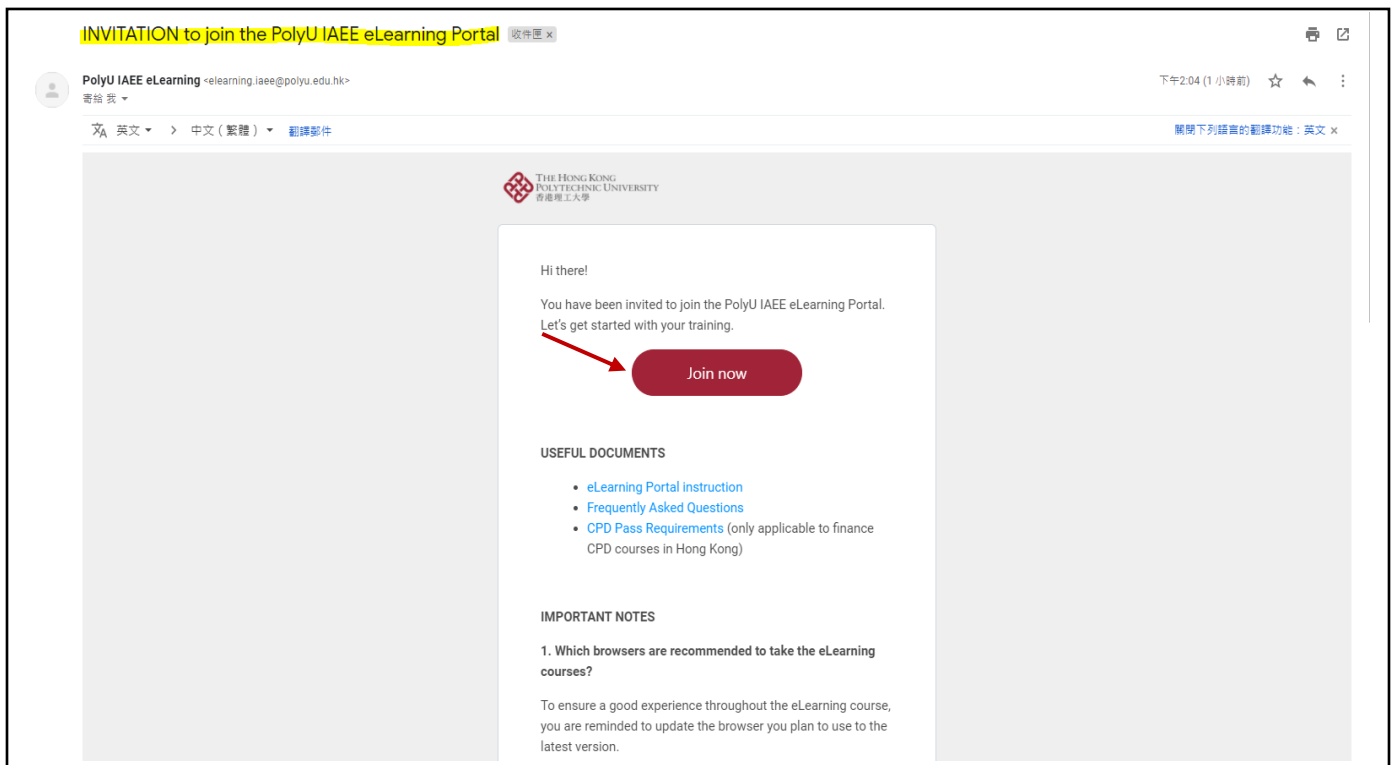 INVITATION to join the PolyU IAEE eLearning Portal 收件匣 x
PolyU IAEE eLearning <elearning.iaee@polyu.edu.hk>
下午2:04 (1 小時前)
寄給 我
英文 > 中文（繁體） 翻譯郵件
關閉下列語言的翻譯功能：英文 x
THE HONG KONG
POLYTECHNIC UNIVERSITY
香港理工大學
Hi there!
You have been invited to join the PolyU IAEE eLearning Portal.
Let's get started with your training.
Join now
USEFUL DOCUMENTS
• eLearning Portal instruction
• Frequently Asked Questions
• CPD Pass Requirements (only applicable to finance
CPD courses in Hong Kong)
IMPORTANT NOTES
1. Which browsers are recommended to take the eLearning
courses?
To ensure a good experience throughout the eLearning course,
you are reminded to update the browser you plan to use to the
latest version.